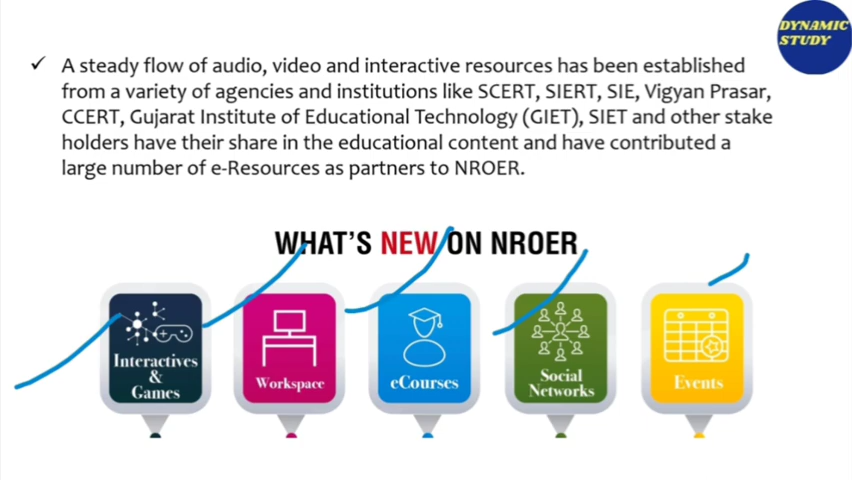 DYNAMIC
STUDY
✓ A steady flow of audio, video and interactive resources has been established
from a variety of agencies and institutions like SCERT, SIERT, SIE, Vigyan Prasar,
CCERT, Gujarat Institute of Educational Technology (GIET), SIET and other stake
holders have their share in the educational content and have contributed a
large number of e-Resources as partners to NROER.
WHAT'S NEW ON NROER
Interactives
&
Games
Workspace
eCourses
Social
Networks
Events